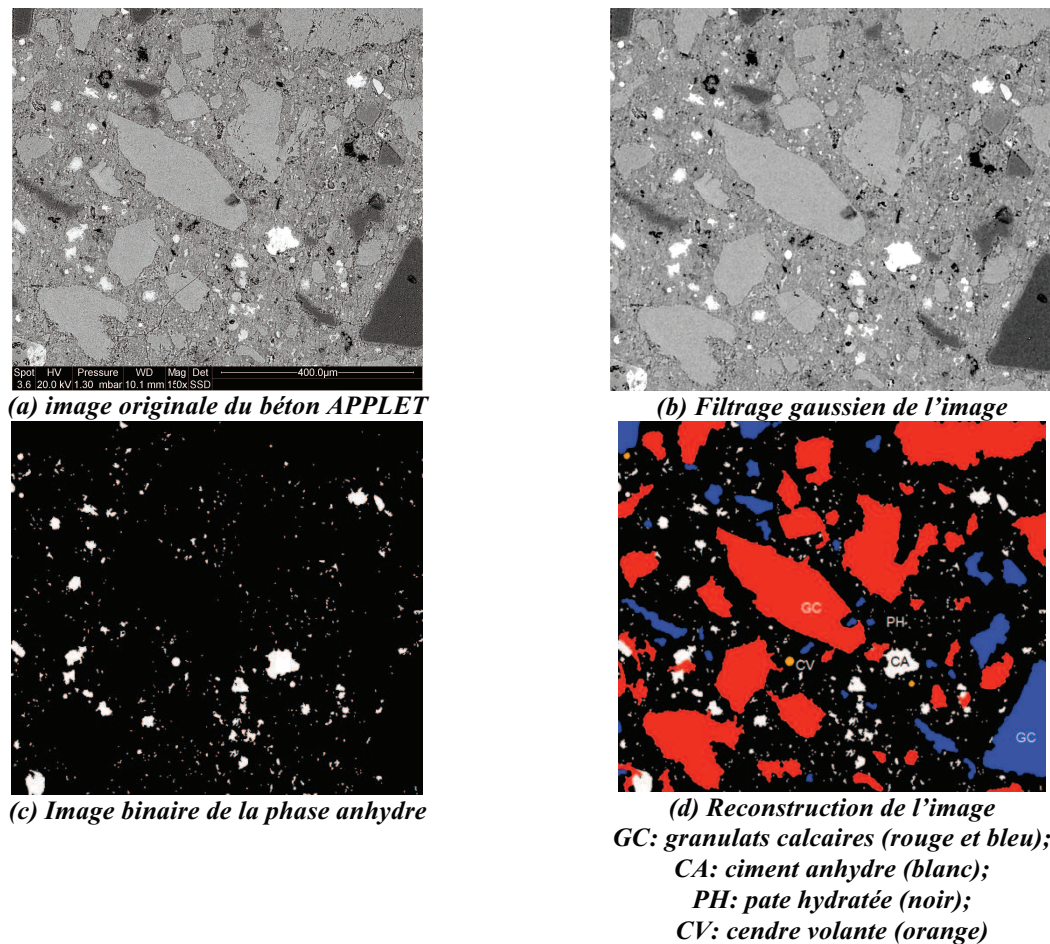 Spot HV Pressure WD Mag Det
3.6 20.0 kV 1.30 mbar 10.1 mm 150x SSD
400.0µm
(a) image originale du béton APPLET
(b) Filtrage gaussien de l'image
GC
PH
CV
CA
GC
(c) Image binaire de la phase anhydre
(d) Reconstruction de l'image
GC: granulats calcaires (rouge et bleu);
CA: ciment anhydre (blanc);
PH: pate hydratée (noir);
CV: cendre volante (orange)